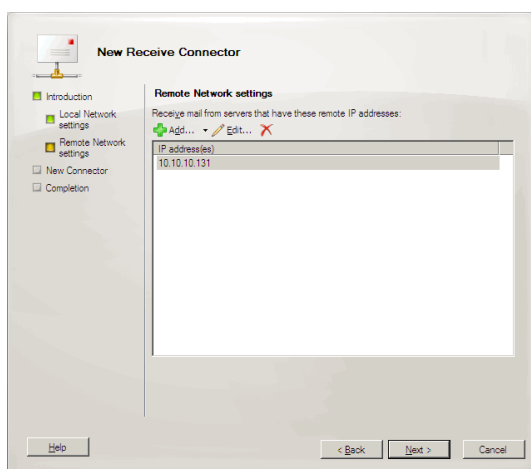 New Receive Connector
Introduction
Local Network
settings
Remote Network
settings
New Connector
Completion
Remote Network settings
Receive mail from servers that have these remote IP addresses:
Add...
Edit...
IP address(es)
10.10.10.131
Help
< Back
Next >
Cancel